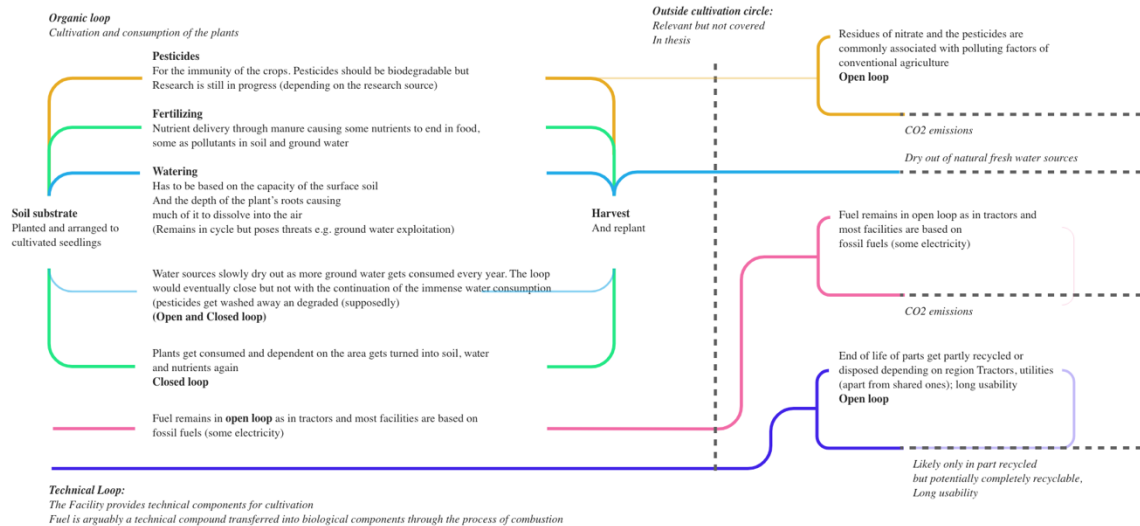 Organic loop
Cultivation and consumption of the plants
Outside cultivation circle:
Relevant but not covered
In thesis
Pesticides
For the immunity of the crops. Pesticides should be biodegradable but
Research is still in progress (depending on the research source)
Fertilizing
Nutrient delivery through manure causing some nutrients to end in food,
some as pollutants in soil and ground water
Watering
Has to be based on the capacity of the surface soil
And the depth of the plant's roots causing
much of it to dissolve into the air
(Remains in cycle but poses threats e.g. ground water exploitation)
Soil substrate
Planted and arranged to
cultivated seedlings
Harvest
And replant
Water sources slowly dry out as more ground water gets consumed every year. The loop
would eventually close but not with the continuation of the immense water consumption
(pesticides get washed away an degraded (supposedly)
(Open and Closed loop)
Plants get consumed and dependent on the area gets turned into soil, water
and nutrients again
Closed loop
Fuel remains in open loop as in tractors and most facilities are based on
fossil fuels (some electricity)
Residues of nitrate and the pesticides are
commonly associated with polluting factors of
conventional agriculture
Open loop
CO2 emissions
Dry out of natural fresh water sources
Fuel remains in open loop as in tractors and
most facilities are based on
fossil fuels (some electricity)
CO2 emissions
End of life of parts get partly recycled or
disposed depending on region Tractors, utilities
(apart from shared ones); long usability
Open loop
Likely only in part recycled
but potentially completely recyclable,
Long usability
Technical Loop:
The Facility provides technical components for cultivation
Fuel is arguably a technical compound transferred into biological components through the process of combustion